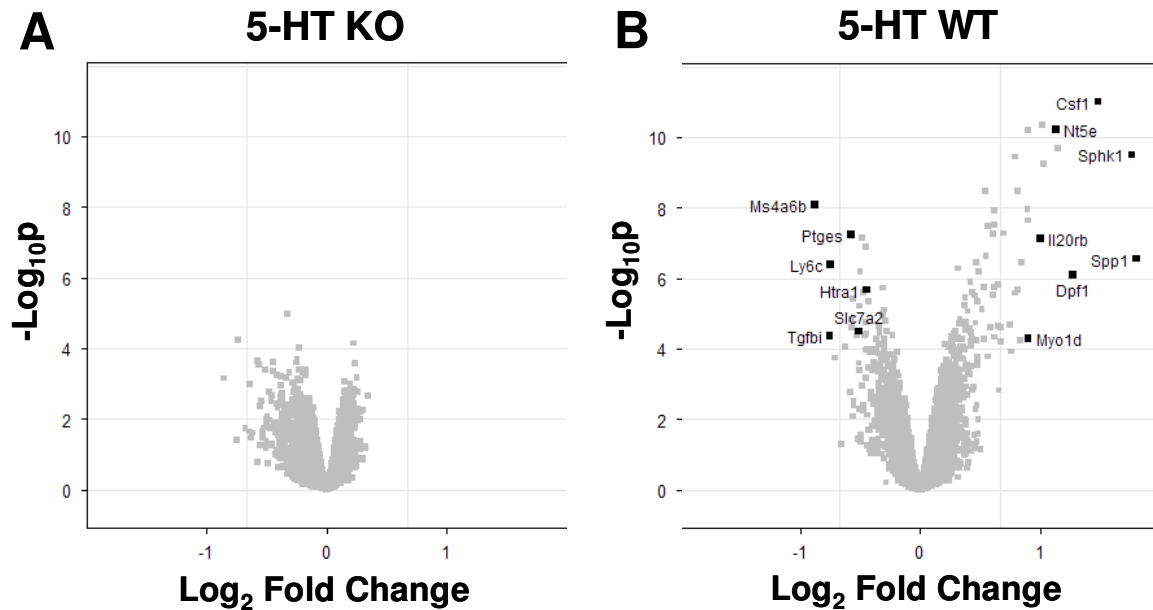 A
5-HT KO
10
8
6
4
2
0
-1
0
1
-Log10p
Log2 Fold Change
B
5-HT WT
10
8
6
4
2
0
-1
0
1
-Log10p
Log2 Fold Change
Csf1
Nt5e
Sphk1
Ms4a6b
Ptges
Il20rb
Ly6c
Spp1
Htra1
Dpf1
Slc7a2
Tgfbi
Myo1d